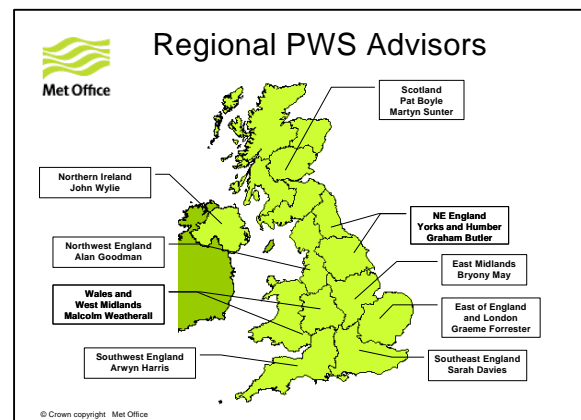 Regional PWS Advisors
Met Office
Scotland
Pat Boyle
Martyn Sunter
Northern Ireland
John Wylie
NE England
Yorks and Humber
Graham Butler
Northwest England
Alan Goodman
East Midlands
Bryony May
Wales and
West Midlands
Malcolm Weatherall
East of England
and London
Graeme Forrester
Southwest England
Arwyn Harris
Southeast England
Sarah Davies
© Crown copyright Met Office